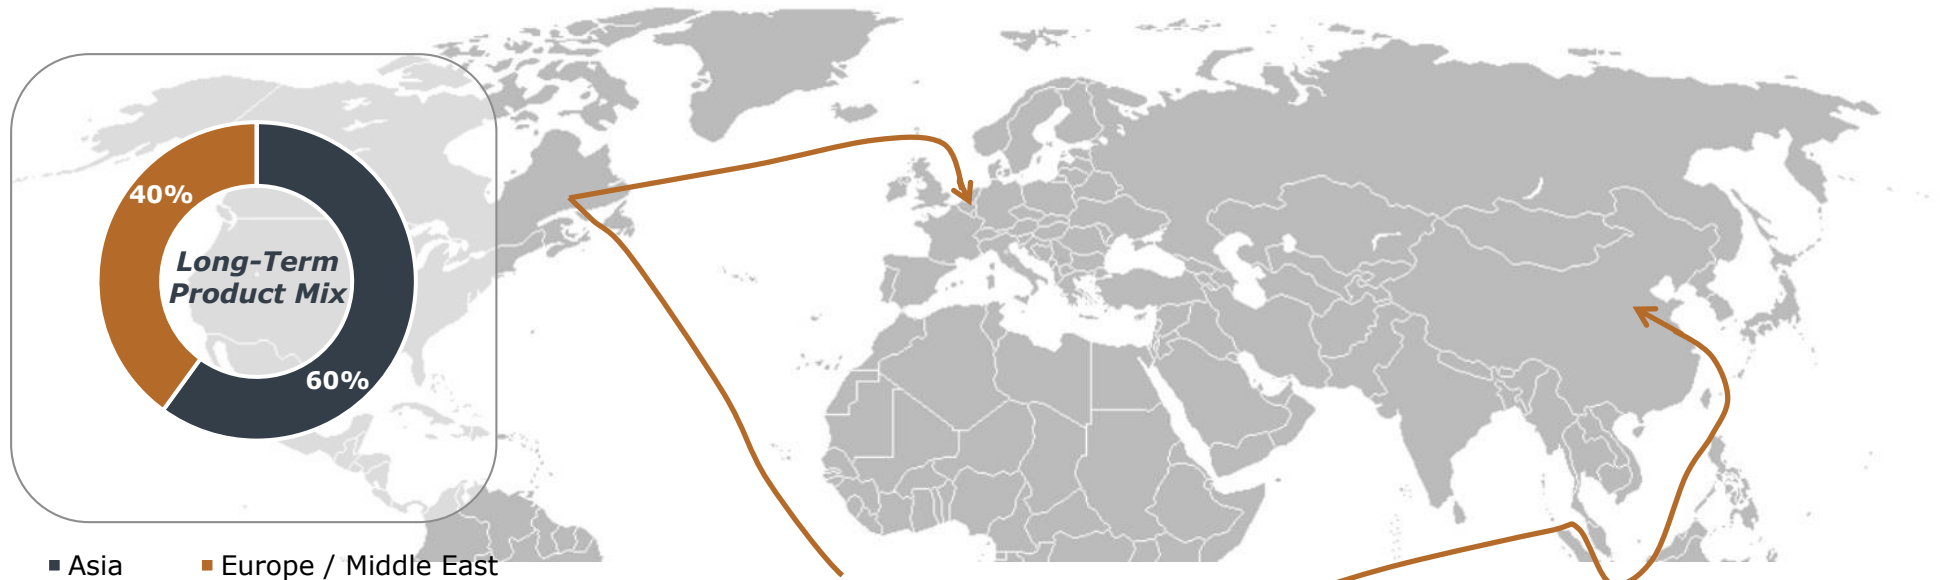 40%
Long-Term
Product Mix
60%
Asia
Europe / Middle East